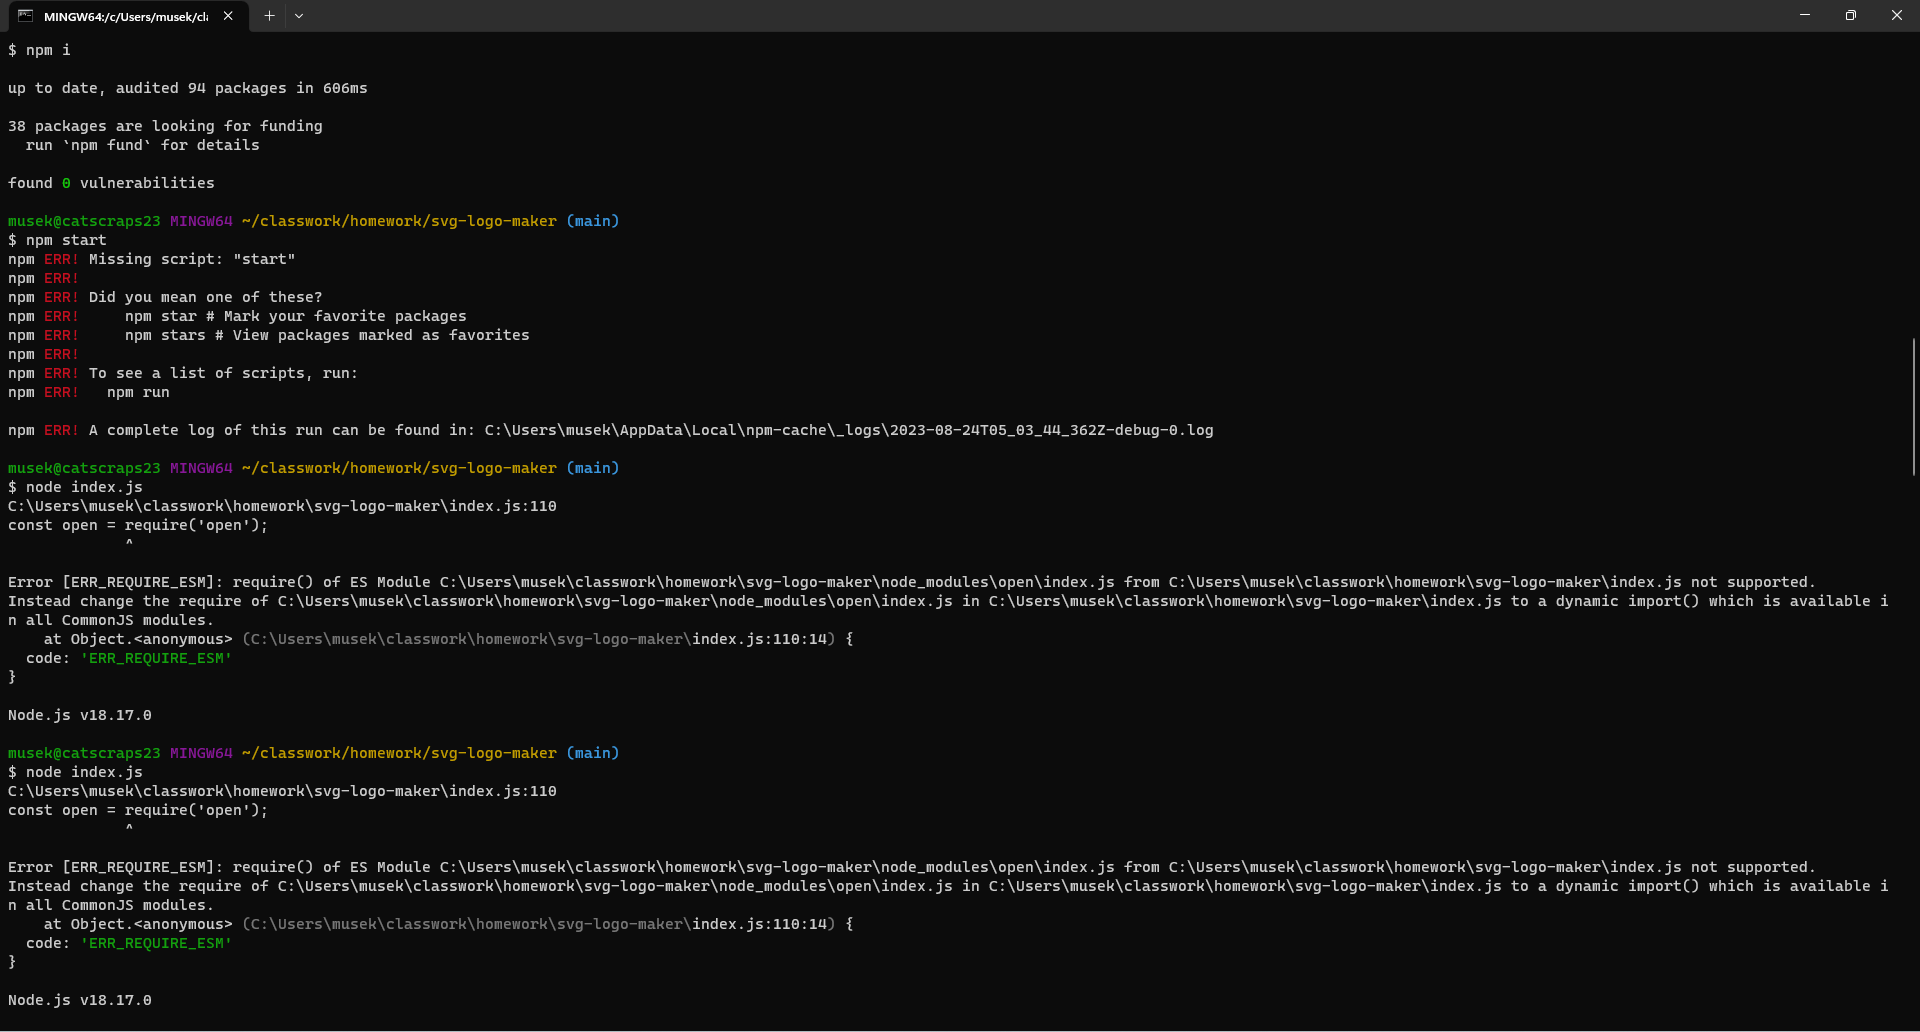 MINGW64:/c/Users/musek/cla
$ npm i
up to date, audited 94 packages in 606ms
38 packages are looking for funding
  run `npm fund` for details
found 0 vulnerabilities
musek@catscraps23 MINGW64 ~/classwork/homework/svg-logo-maker (main)
$ npm start
npm ERR! Missing script: "start"
npm ERR!
npm ERR! Did you mean one of these?
npm ERR!     npm star # Mark your favorite packages
npm ERR!     npm stars # View packages marked as favorites
npm ERR!
npm ERR! To see a list of scripts, run:
npm ERR!   npm run
npm ERR! A complete log of this run can be found in: C:\Users\musek\AppData\Local\npm-cache\_logs\2023-08-24T05_03_44_362Z-debug-0.log
musek@catscraps23 MINGW64 ~/classwork/homework/svg-logo-maker (main)
$ node index.js
C:\Users\musek\classwork\homework\svg-logo-maker\index.js:110
const open = require('open');
             ^
Error [ERR_REQUIRE_ESM]: require() of ES Module C:\Users\musek\classwork\homework\svg-logo-maker\node_modules\open\index.js from C:\Users\musek\classwork\homework\svg-logo-maker\index.js not supported.
Instead change the require of C:\Users\musek\classwork\homework\svg-logo-maker\node_modules\open\index.js in C:\Users\musek\classwork\homework\svg-logo-maker\index.js to a dynamic import() which is available i
n all CommonJS modules.
    at Object.<anonymous> (C:\Users\musek\classwork\homework\svg-logo-maker\index.js:110:14) {
  code: 'ERR_REQUIRE_ESM'
}
Node.js v18.17.0
musek@catscraps23 MINGW64 ~/classwork/homework/svg-logo-maker (main)
$ node index.js
C:\Users\musek\classwork\homework\svg-logo-maker\index.js:110
const open = require('open');
             ^
Error [ERR_REQUIRE_ESM]: require() of ES Module C:\Users\musek\classwork\homework\svg-logo-maker\node_modules\open\index.js from C:\Users\musek\classwork\homework\svg-logo-maker\index.js not supported.
Instead change the require of C:\Users\musek\classwork\homework\svg-logo-maker\node_modules\open\index.js in C:\Users\musek\classwork\homework\svg-logo-maker\index.js to a dynamic import() which is available i
n all CommonJS modules.
    at Object.<anonymous> (C:\Users\musek\classwork\homework\svg-logo-maker\index.js:110:14) {
  code: 'ERR_REQUIRE_ESM'
}
Node.js v18.17.0